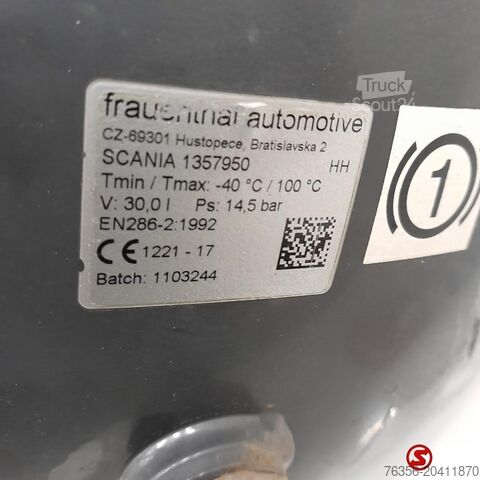 Truck
Scout24
frauenthal automotive
CZ-69301 Hustopece, Bratislavska 2
SCANIA 1357950 HH
Tmin / Tmax: -40 °C / 100 °C
V: 30,0 l Ps: 14,5 bar
EN286-2:1992
CE 1221 - 17
Batch: 1103244
1
S
76356-20411870